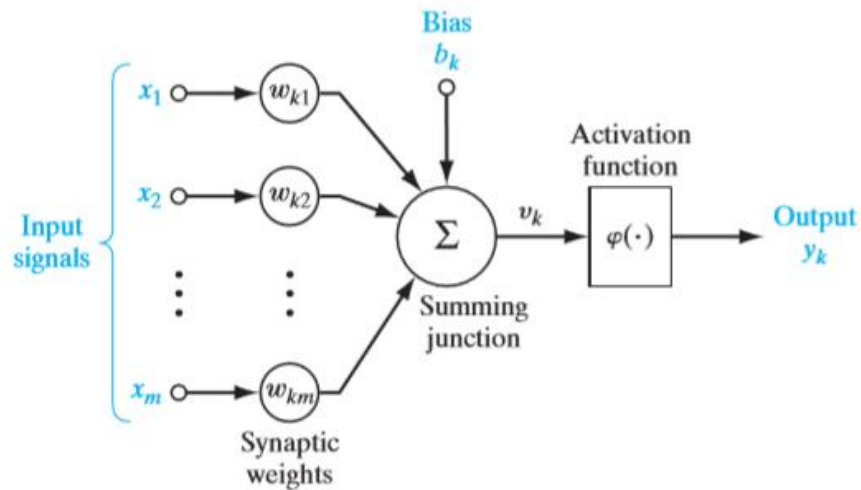 Bias
b_k
x_1
w_k1
Activation
function
x_2
w_k2
Input
signals
Σ
v_k
φ(·)
Output
y_k
Summing
junction
x_m
w_km
Synaptic
weights